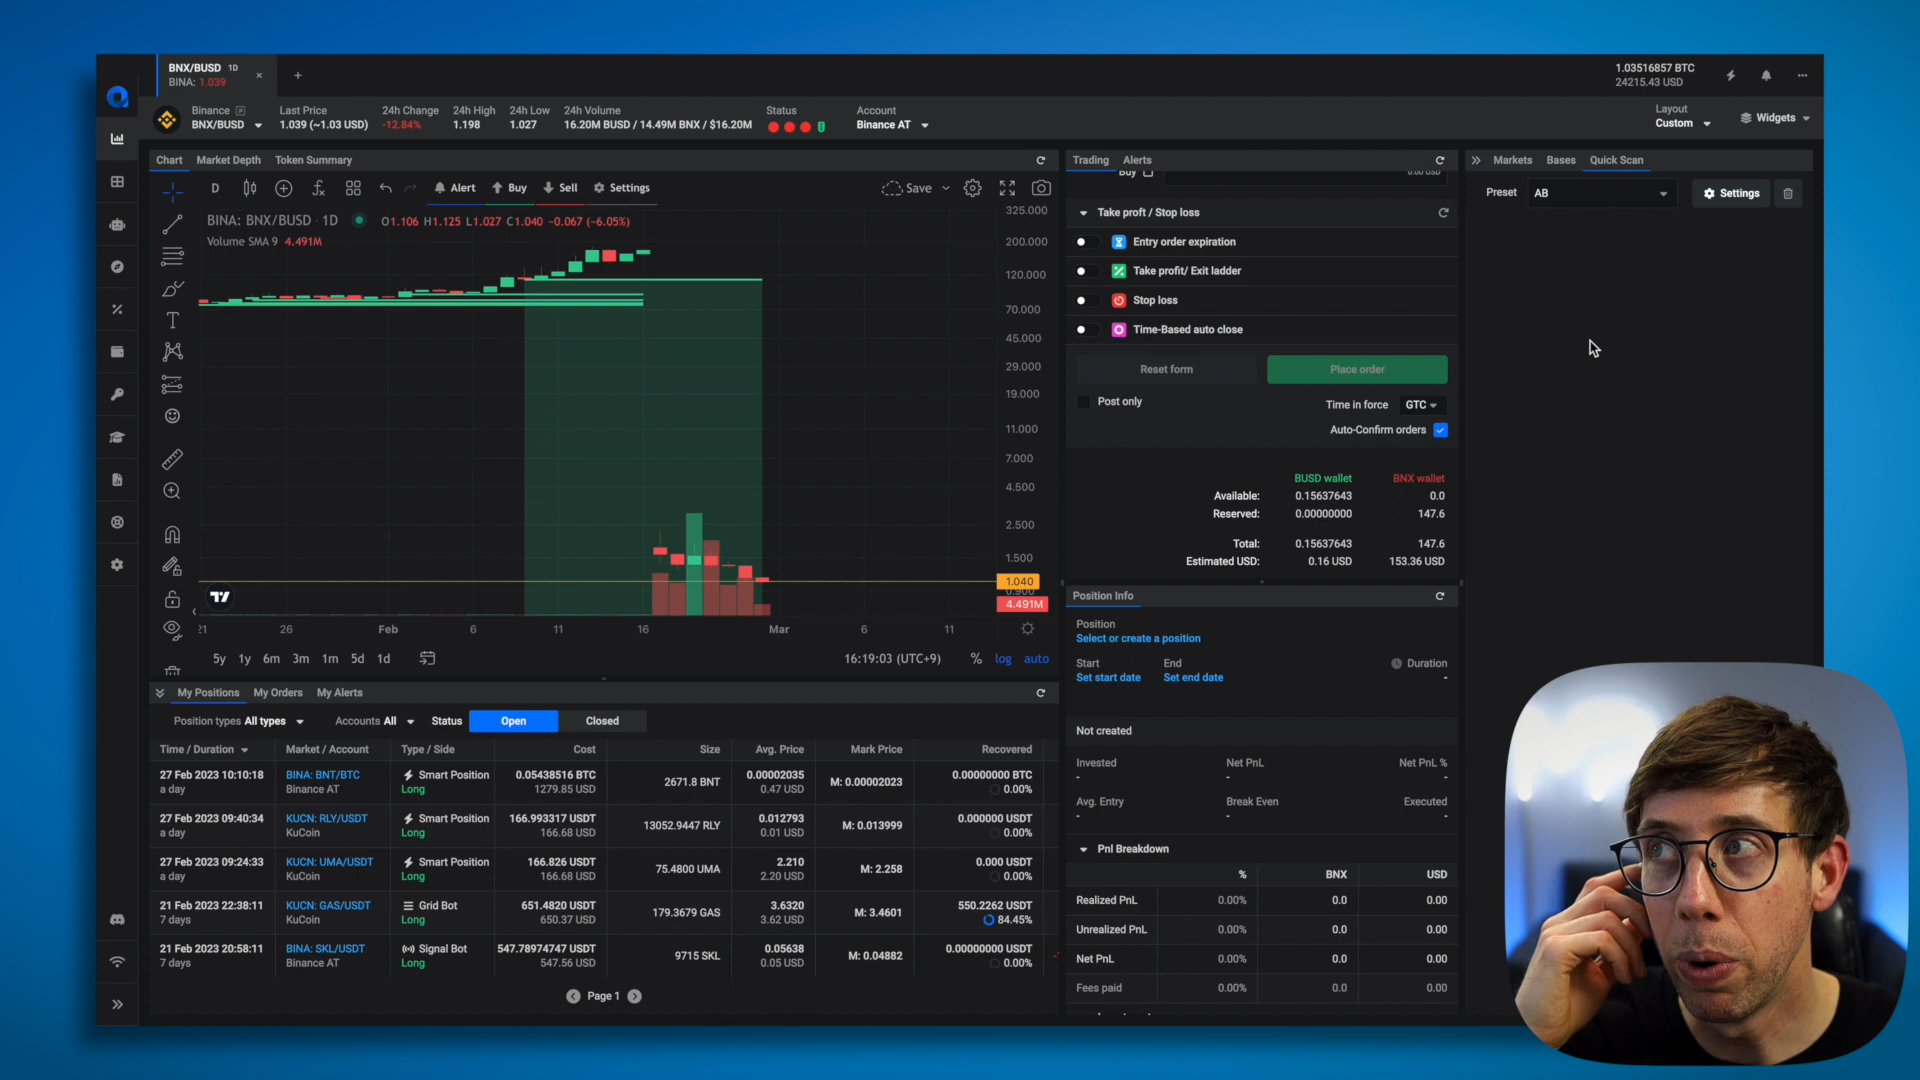 BNX/BUSD 1D
BINA: 1.039
1.03516857 BTC
24215.43 USD
Binance
BNX/BUSD
Last Price
1.039 (~1.03 USD)
24h Change
-12.84%
24h High
1.198
24h Low
1.027
24h Volume
16.20M BUSD / 14.49M BNX / $16.20M
Status
Account
Binance AT
Layout
Custom
Widgets
Chart Market Depth Token Summary
D Alert Buy Sell Settings Save
BINA: BNX/BUSD · 1D O1.106 H1.125 L1.027 C1.040 -0.067 (-6.05%)
Volume SMA 9 4.491M
325.000
200.000
120.000
70.000
45.000
29.000
19.000
11.000
7.000
4.500
2.500
1.500
1.040
0.900
4.491M
21 26 Feb 6 11 16 Mar 6 11
5y 1y 6m 3m 1m 5d 1d 16:19:03 (UTC+9) % log auto
Trading Alerts
Buy 0.00 USD
Take proft / Stop loss
Entry order expiration
Take profit/ Exit ladder
Stop loss
Time-Based auto close
Reset form Place order
Post only Time in force GTC
Auto-Confirm orders
BUSD wallet BNX wallet
Available: 0.15637643 0.0
Reserved: 0.00000000 147.6
Total: 0.15637643 147.6
Estimated USD: 0.16 USD 153.36 USD
Markets Bases Quick Scan
Preset AB Settings
My Positions My Orders My Alerts
Position types All types Accounts All Status Open Closed
Time / Duration Market / Account Type / Side Cost Size Avg. Price Mark Price Recovered
27 Feb 2023 10:10:18 BINA: BNT/BTC Smart Position 0.05438516 BTC 2671.8 BNT 0.00002035 M: 0.00002023 0.00000000 BTC
a day Binance AT Long 1279.85 USD 0.47 USD 0.00%
27 Feb 2023 09:40:34 KUCN: RLY/USDT Smart Position 166.993317 USDT 13052.9447 RLY 0.012793 M: 0.013999 0.000000 USDT
a day KuCoin Long 166.68 USD 0.01 USD 0.00%
27 Feb 2023 09:24:33 KUCN: UMA/USDT Smart Position 166.826 USDT 75.4800 UMA 2.210 M: 2.258 0.000 USDT
a day KuCoin Long 166.68 USD 2.20 USD 0.00%
21 Feb 2023 22:38:11 KUCN: GAS/USDT Grid Bot 651.4820 USDT 179.3679 GAS 3.6320 M: 3.4601 550.2262 USDT
7 days KuCoin Long 650.37 USD 3.62 USD 84.45%
21 Feb 2023 20:58:11 BINA: SKL/USDT Signal Bot 547.78974747 USDT 9715 SKL 0.05638 M: 0.04882 0.00000000 USDT
7 days Binance AT Long 547.56 USD 0.05 USD 0.00%
Page 1
Position Info
Position
Select or create a position
Start End Duration
Set start date Set end date -
Not created
Invested Net PnL Net PnL %
- - -
Avg. Entry Break Even Executed
- - -
Pnl Breakdown
% BNX USD
Realized PnL 0.00% 0.0 0.00
Unrealized PnL 0.00% 0.0 0.00
Net PnL 0.00% 0.0 0.00
Fees paid 0.00% 0.0 0.00